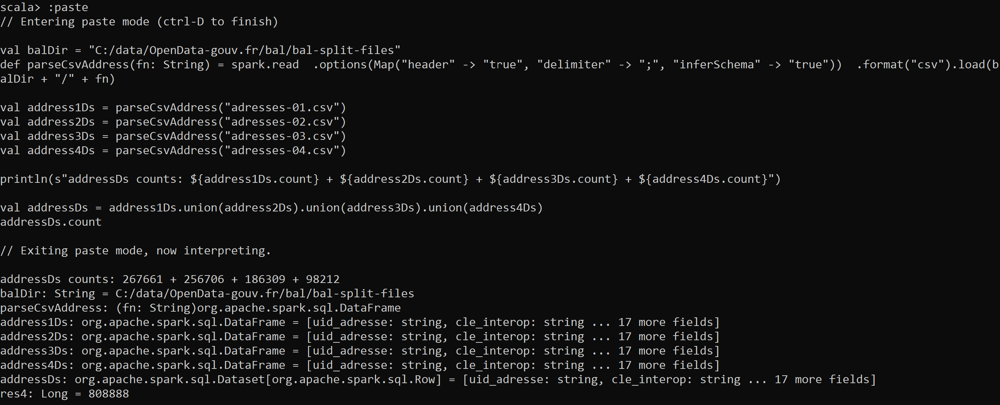 scala> :paste
// Entering paste mode (ctrl-D to finish)
val balDir = "C:/data/OpenData-gouv.fr/bal/bal-split-files"
def parseCsvAddress(fn: String) = spark.read  .options(Map("header" -> "true", "delimiter" -> ";", "inferSchema" -> "true"))  .format("csv").load(b
alDir + "/" + fn)
val address1Ds = parseCsvAddress("adresses-01.csv")
val address2Ds = parseCsvAddress("adresses-02.csv")
val address3Ds = parseCsvAddress("adresses-03.csv")
val address4Ds = parseCsvAddress("adresses-04.csv")
println(s"addressDs counts: ${address1Ds.count} + ${address2Ds.count} + ${address3Ds.count} + ${address4Ds.count}")
val addressDs = address1Ds.union(address2Ds).union(address3Ds).union(address4Ds)
addressDs.count
// Exiting paste mode, now interpreting.
addressDs counts: 267661 + 256706 + 186309 + 98212
balDir: String = C:/data/OpenData-gouv.fr/bal/bal-split-files
parseCsvAddress: (fn: String)org.apache.spark.sql.DataFrame
address1Ds: org.apache.spark.sql.DataFrame = [uid_adresse: string, cle_interop: string ... 17 more fields]
address2Ds: org.apache.spark.sql.DataFrame = [uid_adresse: string, cle_interop: string ... 17 more fields]
address3Ds: org.apache.spark.sql.DataFrame = [uid_adresse: string, cle_interop: string ... 17 more fields]
address4Ds: org.apache.spark.sql.DataFrame = [uid_adresse: string, cle_interop: string ... 17 more fields]
addressDs: org.apache.spark.sql.Dataset[org.apache.spark.sql.Row] = [uid_adresse: string, cle_interop: string ... 17 more fields]
res4: Long = 808888